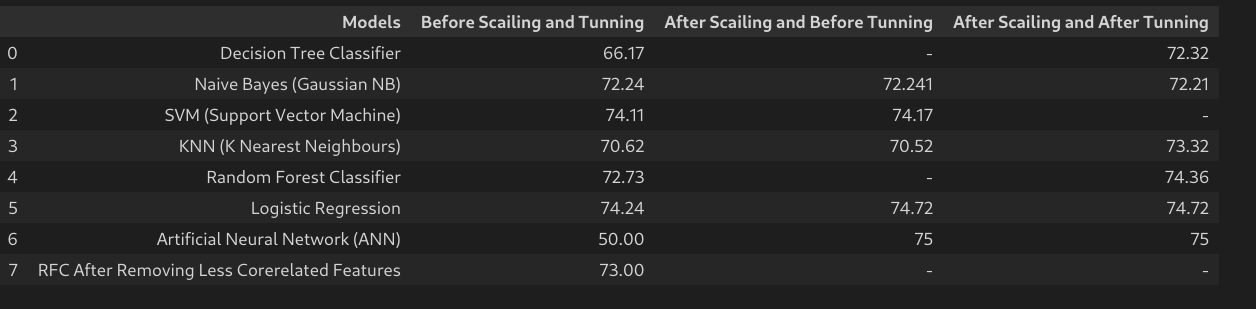 Models Before Scailing and Tunning After Scailing and Before Tunning After Scailing and After Tunning
0 Decision Tree Classifier 66.17 - 72.32
1 Naive Bayes (Gaussian NB) 72.24 72.241 72.21
2 SVM (Support Vector Machine) 74.11 74.17 -
3 KNN (K Nearest Neighbours) 70.62 70.52 73.32
4 Random Forest Classifier 72.73 - 74.36
5 Logistic Regression 74.24 74.72 74.72
6 Artificial Neural Network (ANN) 50.00 75 75
7 RFC After Removing Less Corerelated Features 73.00 - -